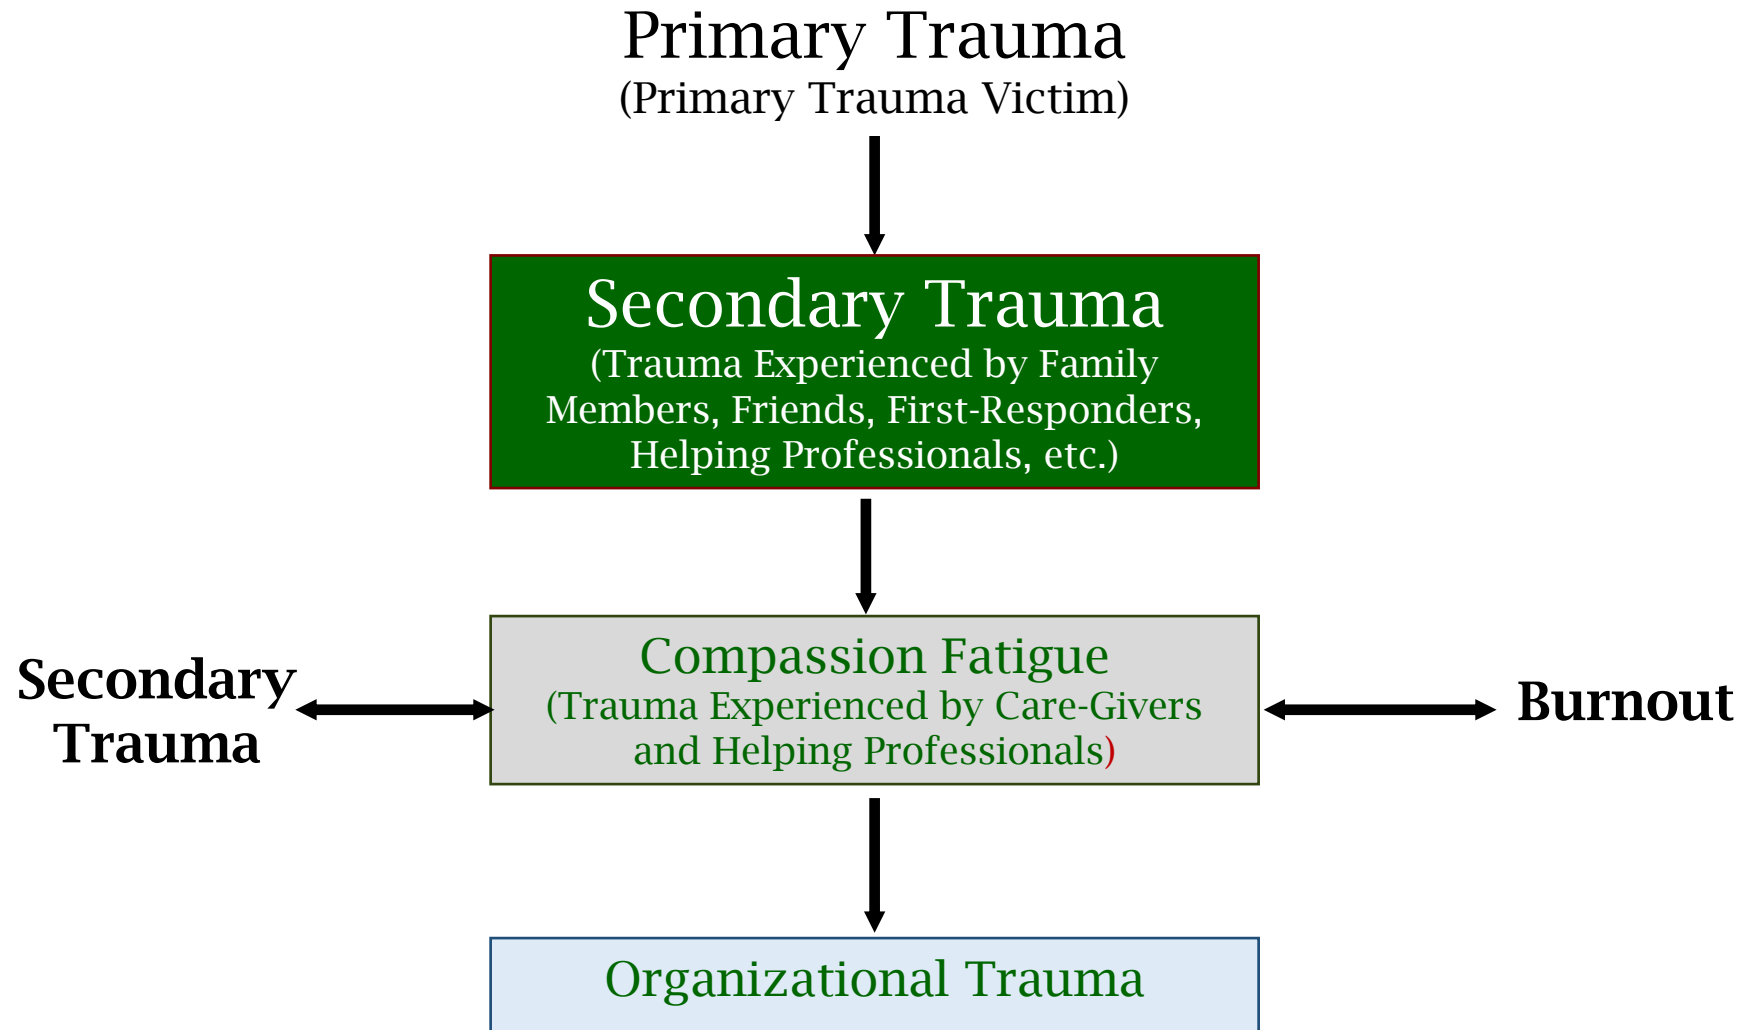 Primary Trauma
(Primary Trauma Victim)
Secondary Trauma
(Trauma Experienced by Family
Members, Friends, First-Responders,
Helping Professionals, etc.)
Compassion Fatigue
(Trauma Experienced by Care-Givers
and Helping Professionals)
Secondary
Trauma
Burnout
Organizational Trauma